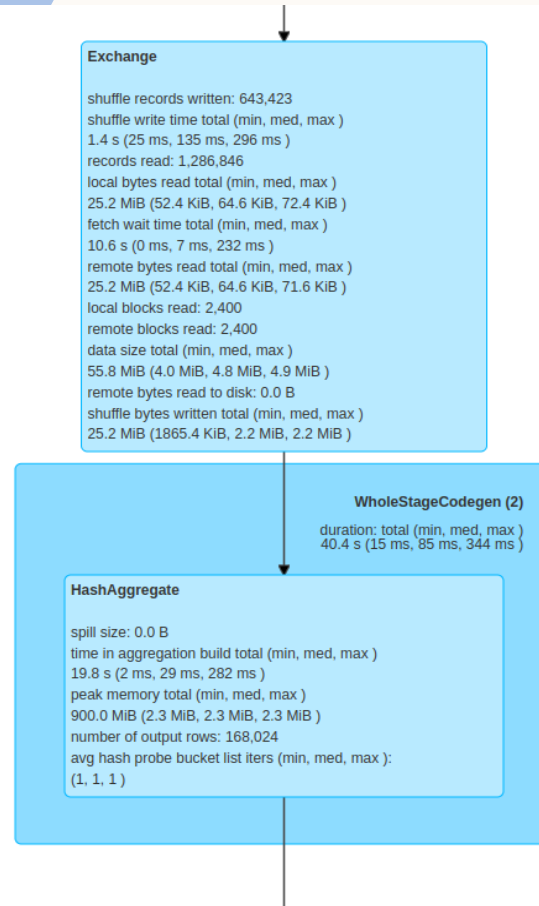 Exchange
shuffle records written: 643,423
shuffle write time total (min, med, max )
1.4 s (25 ms, 135 ms, 296 ms )
records read: 1,286,846
local bytes read total (min, med, max )
25.2 MiB (52.4 KiB, 64.6 KiB, 72.4 KiB )
fetch wait time total (min, med, max )
10.6 s (0 ms, 7 ms, 232 ms )
remote bytes read total (min, med, max )
25.2 MiB (52.4 KiB, 64.6 KiB, 71.6 KiB )
local blocks read: 2,400
remote blocks read: 2,400
data size total (min, med, max )
55.8 MiB (4.0 MiB, 4.8 MiB, 4.9 MiB )
remote bytes read to disk: 0.0 B
shuffle bytes written total (min, med, max )
25.2 MiB (1865.4 KiB, 2.2 MiB, 2.2 MiB )
WholeStageCodegen (2)
duration: total (min, med, max )
40.4 s (15 ms, 85 ms, 344 ms )
HashAggregate
spill size: 0.0 B
time in aggregation build total (min, med, max )
19.8 s (2 ms, 29 ms, 282 ms )
peak memory total (min, med, max )
900.0 MiB (2.3 MiB, 2.3 MiB, 2.3 MiB )
number of output rows: 168,024
avg hash probe bucket list iters (min, med, max ):
(1, 1, 1 )